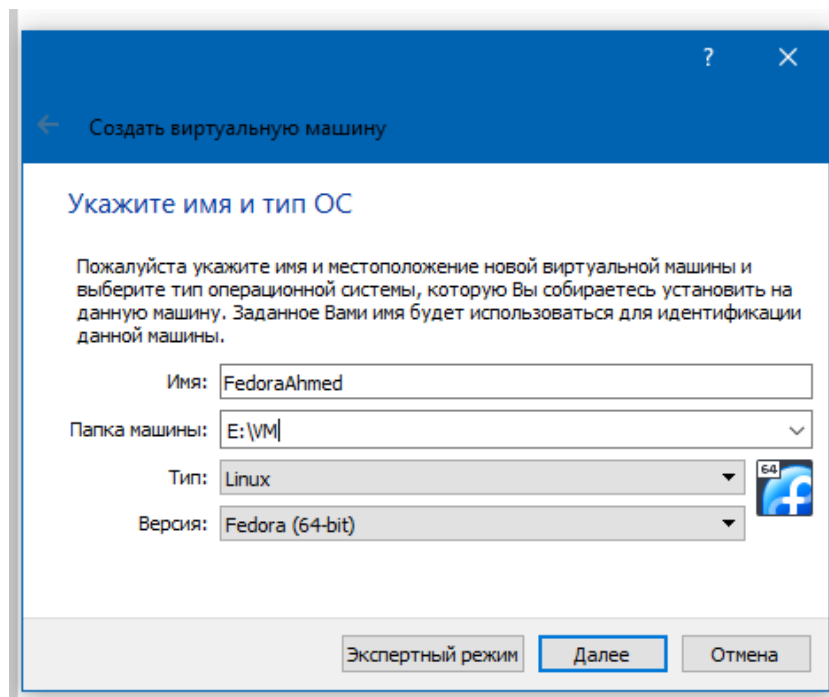 ?
Создать виртуальную машину
Укажите имя и тип ОС
Пожалуйста укажите имя и местоположение новой виртуальной машины и
выберите тип операционной системы, которую Вы собираетесь установить на
данную машину. Заданное Вами имя будет использоваться для идентификации
данной машины.
Имя: FedoraAhmed
Папка машины: E:\VM
Тип: Linux
64
Версия: Fedora (64-bit)
Экспертный режим Далее Отмена